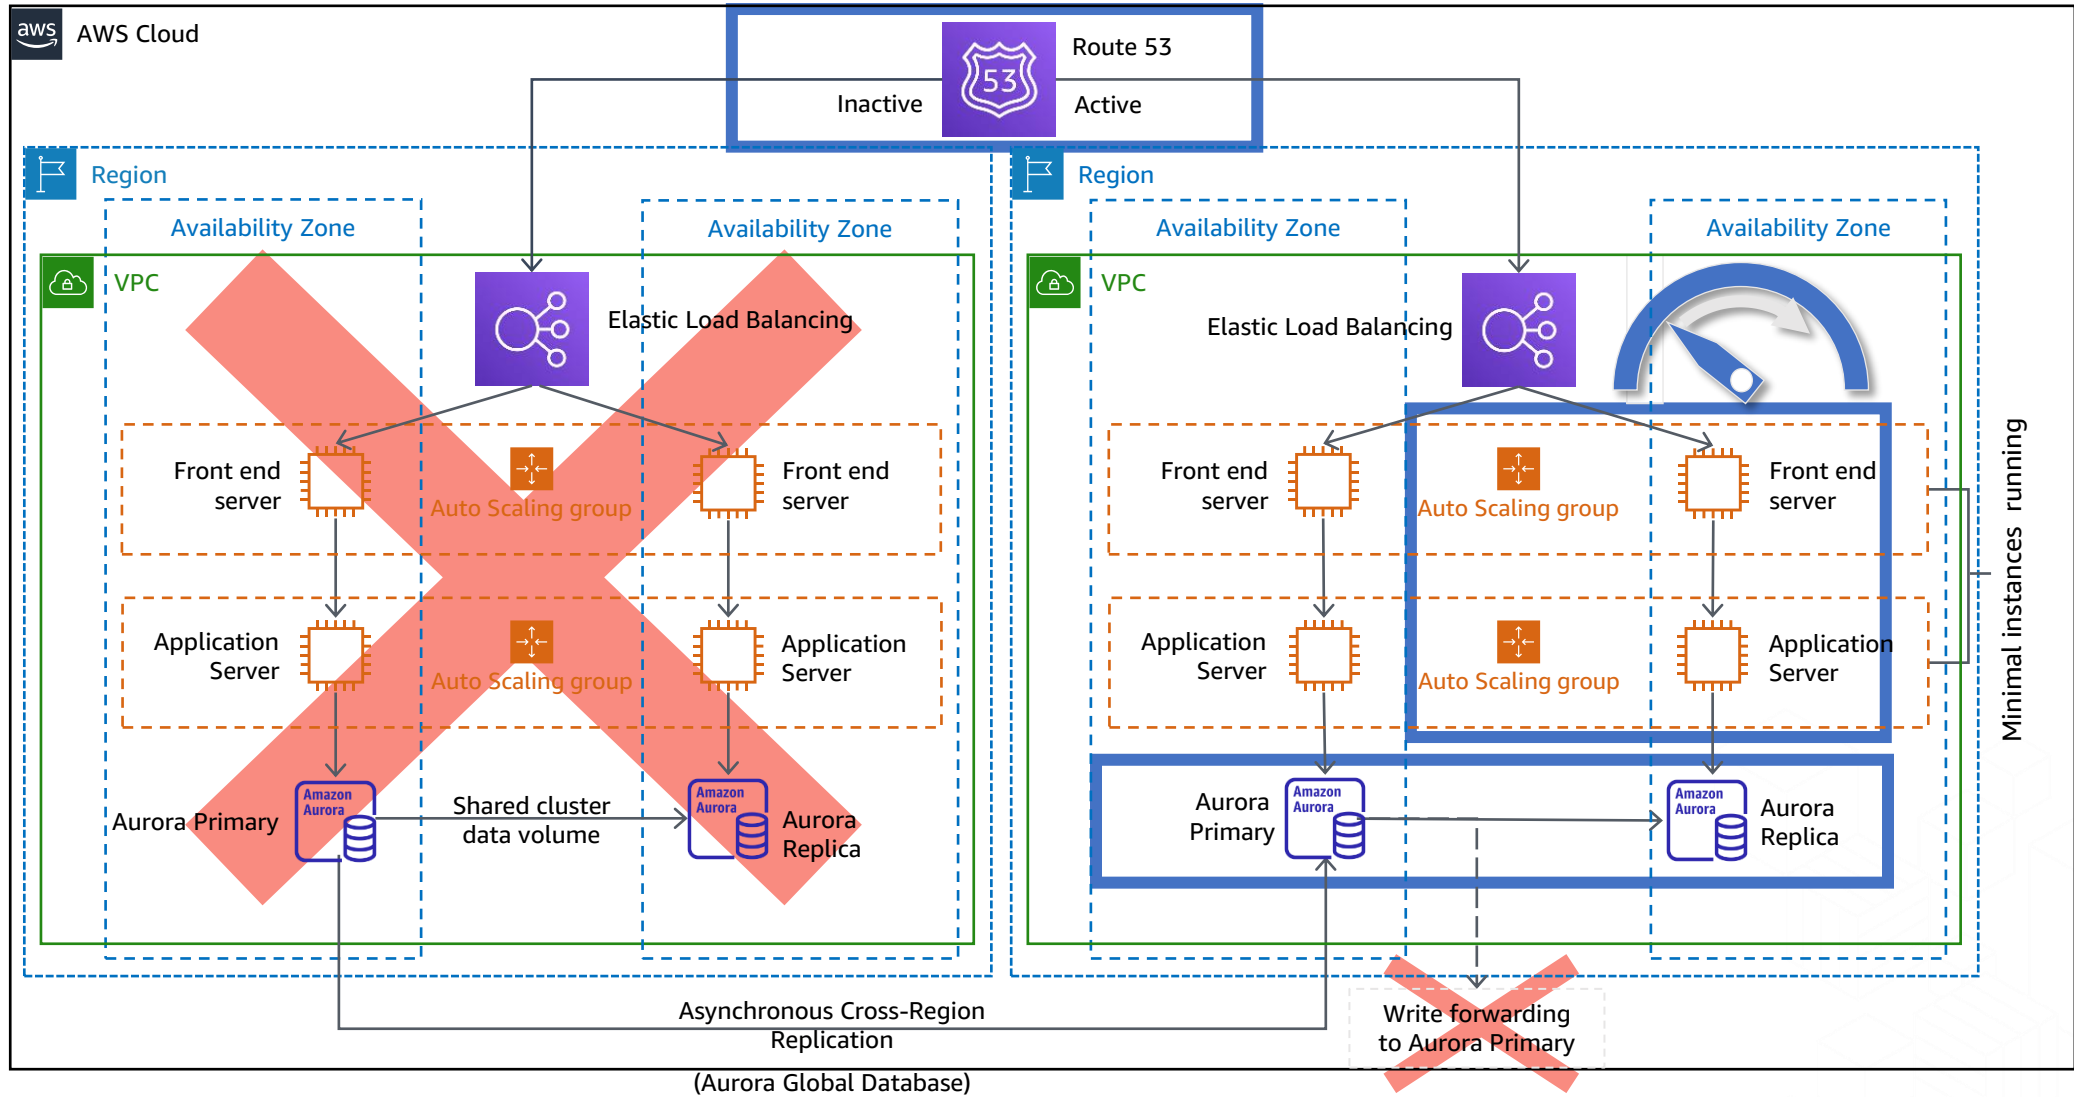 aws
AWS Cloud
53
Route 53
Inactive
Active
Region
Availability Zone
Availability Zone
VPC
Elastic Load Balancing
Front end
server
Auto Scaling group
Front end
server
Application
Server
Auto Scaling group
Application
Server
Aurora Primary
Amazon
Aurora
Shared cluster
data volume
Amazon
Aurora
Aurora
Replica
Region
Availability Zone
Availability Zone
VPC
Elastic Load Balancing
Front end
server
Auto Scaling group
Front end
server
Application
Server
Auto Scaling group
Application
Server
Minimal instances running
Aurora
Primary
Amazon
Aurora
Amazon
Aurora
Aurora
Replica
Asynchronous Cross-Region
Replication
(Aurora Global Database)
Write forwarding
to Aurora Primary